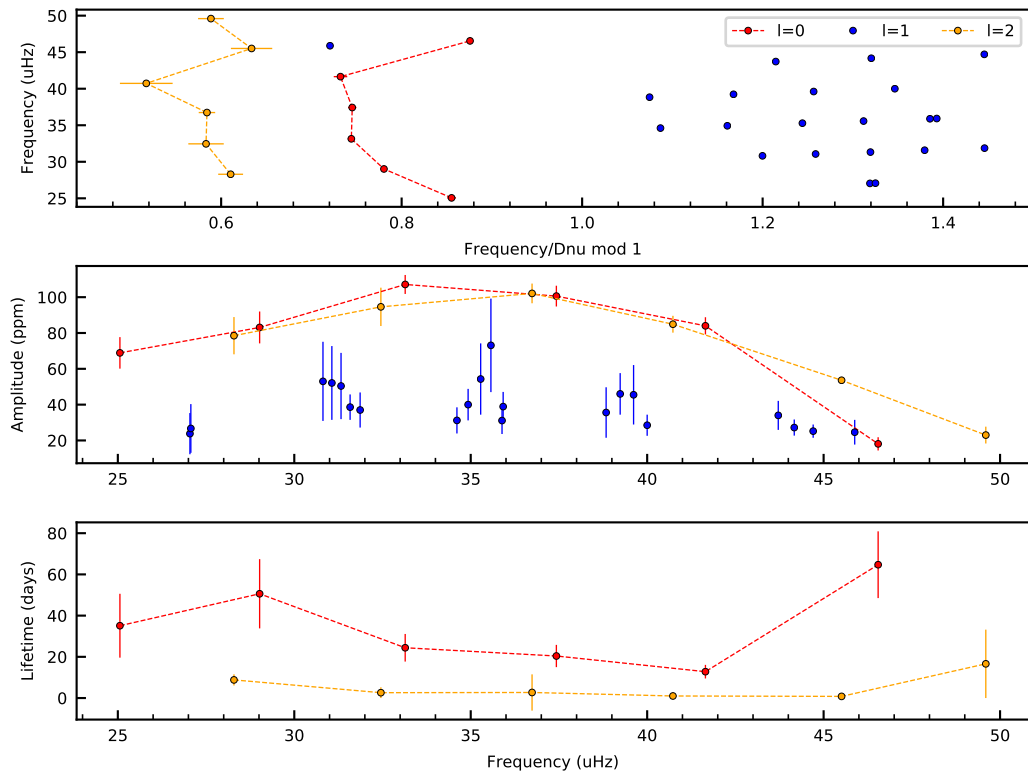 50
45
40
35
30
25
Frequency (uHz)
l=0 l=1 l=2
0.6 0.8 1.0 1.2 1.4
Frequency/Dnu mod 1
100
80
60
40
20
Amplitude (ppm)
25 30 35 40 45 50
80
60
40
20
0
Lifetime (days)
25 30 35 40 45 50
Frequency (uHz)